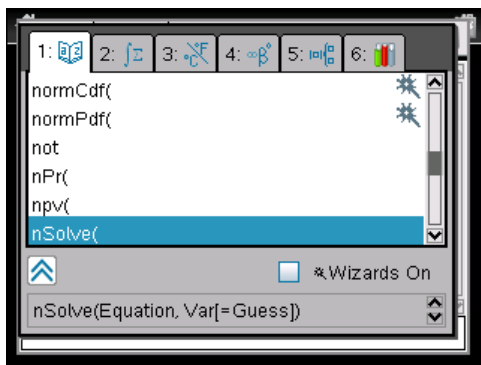 1: 2: ∫Σ 3: °C°F 4: ∞β° 5: 6:
normCdf(
normPdf(
not
nPr(
npv(
nSolve(
Wizards On
nSolve(Equation, Var[=Guess])